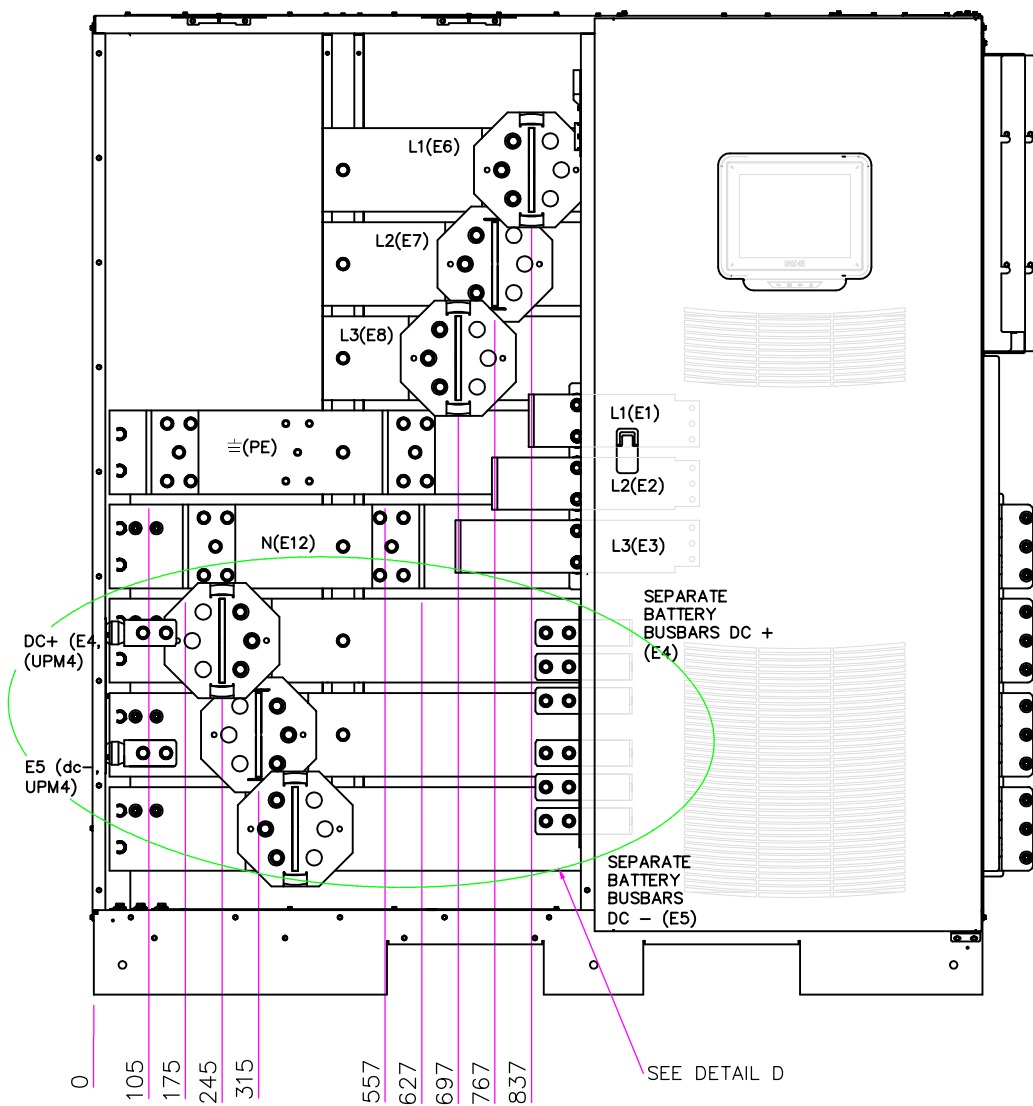 L1(E6)
L2(E7)
L3(E8)
(PE)
N(E12)
L1(E1)
L2(E2)
L3(E3)
SEPARATE
BATTERY
BUSBARS DC +
(E4)
DC+ (E4,
(UPM4)
E5 (dc-,
UPM4)
SEPARATE
BATTERY
BUSBARS
DC - (E5)
SEE DETAIL D
0
105
175
245
315
557
627
697
767
837